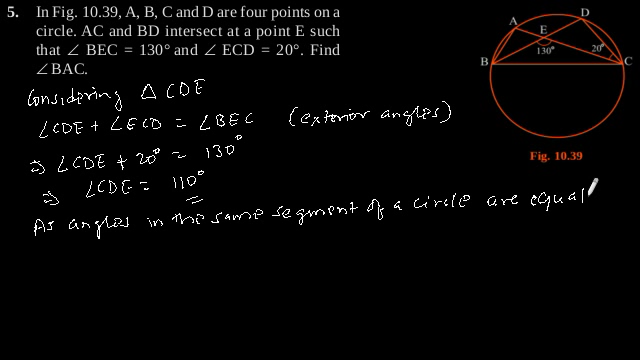 5. In Fig. 10.39, A, B, C and D are four points on a
circle. AC and BD intersect at a point E such
that ∠ BEC = 130° and ∠ ECD = 20°. Find
∠BAC.
A
D
E
130°
20°
B
C
Fig. 10.39
Considering △ CDE
∠CDE + ∠ECD = ∠BEC (exterior angles)
⇒ ∠CDE + 20° = 130°
⇒ ∠CDE = 110°
As angles in the same segment of a circle are equal